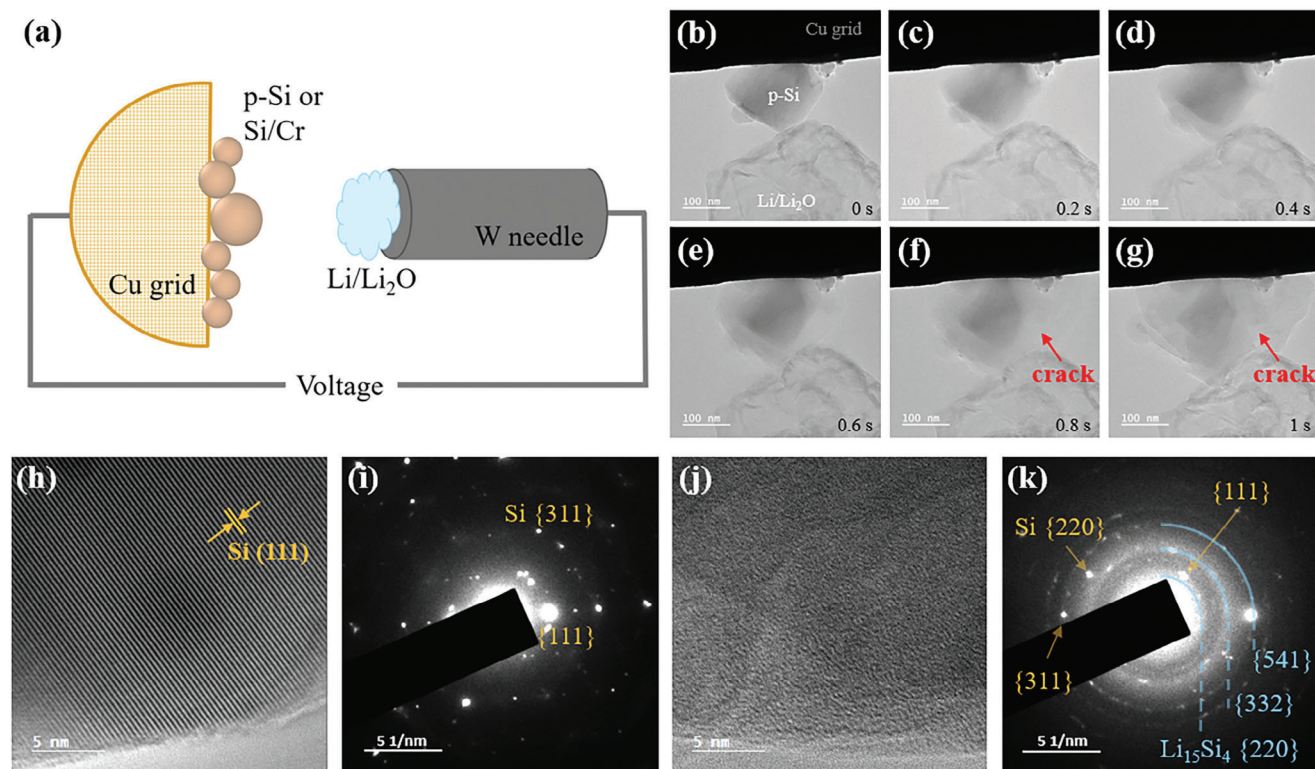 (a)
p-Si or
Si/Cr
Cu grid
Li/Li₂O
W needle
Voltage
(b)
Cu grid
p-Si
Li/Li₂O
100 nm
0 s
(c)
100 nm
0.2 s
(d)
100 nm
0.4 s
(e)
100 nm
0.6 s
(f)
crack
100 nm
0.8 s
(g)
crack
100 nm
1 s
(h)
Si (111)
5 nm
(i)
Si {311}
{111}
5 1/nm
(j)
5 nm
(k)
{111}
Si {220}
{311}
{541}
{332}
Li₁₅Si₄ {220}
5 1/nm